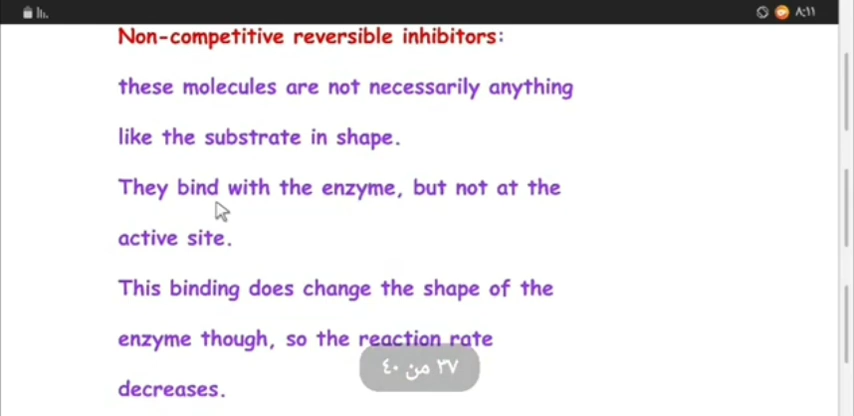 ٨:١١
Non-competitive reversible inhibitors:
these molecules are not necessarily anything
like the substrate in shape.
They bind with the enzyme, but not at the
active site.
This binding does change the shape of the
enzyme though, so the reaction rate
٣٧ من ٤٠
decreases.